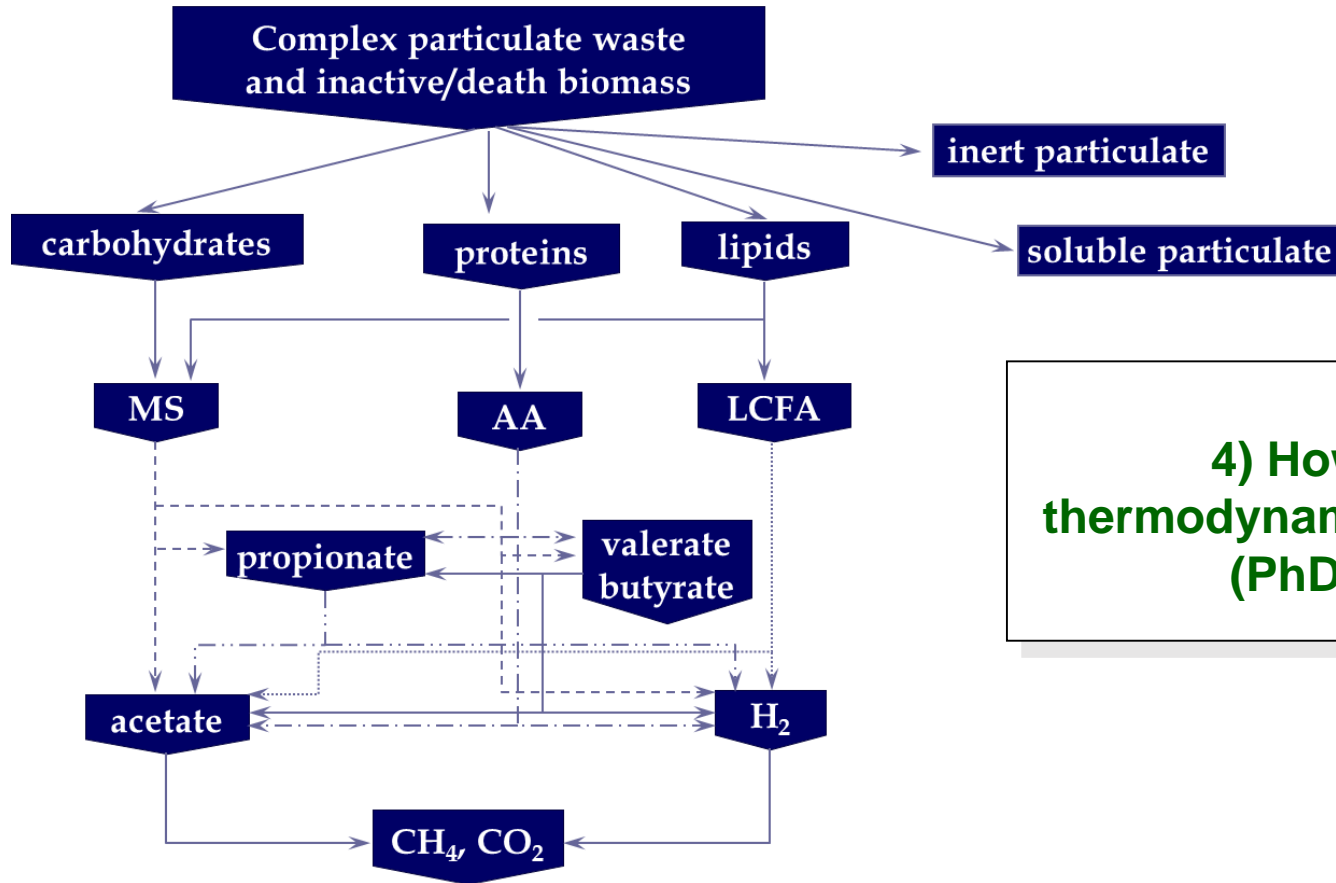 Complex particulate waste
and inactive/death biomass
inert particulate
carbohydrates
proteins
lipids
soluble particulate
MS
AA
LCFA
4) How
propionate
valerate
butyrate
(PhD
acetate
H₂
CH₄, CO₂